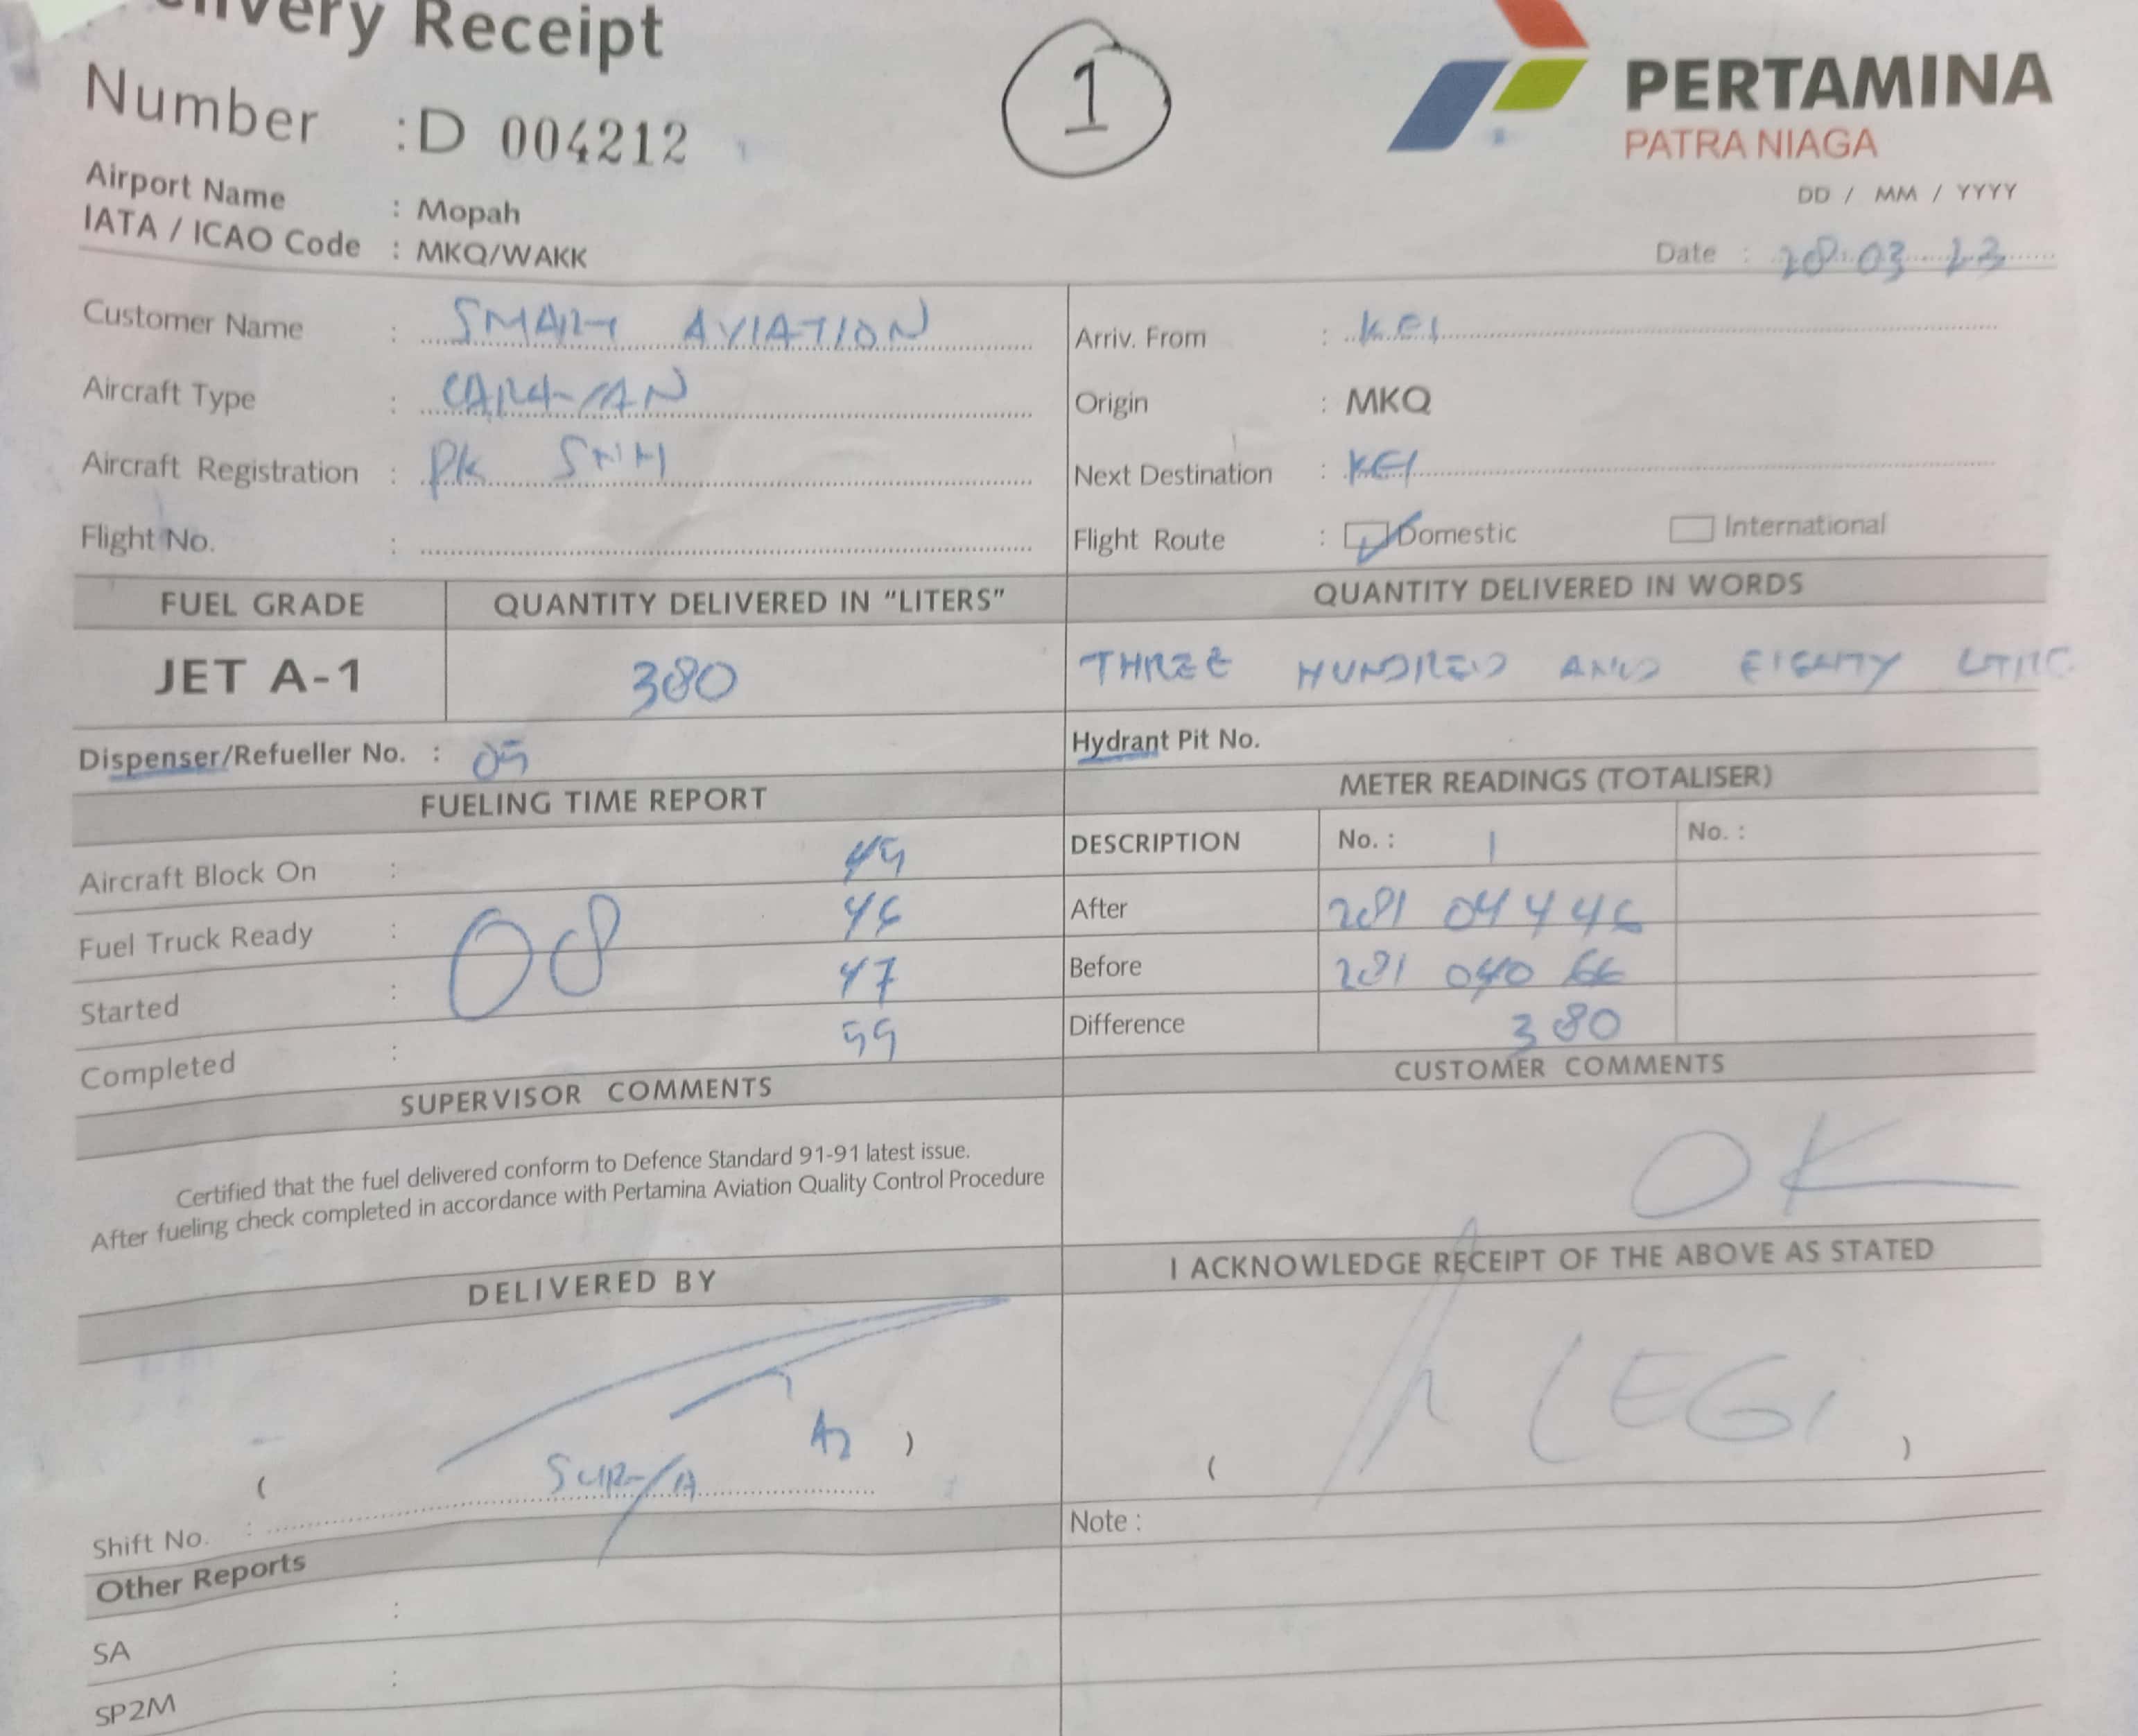 Delivery Receipt
1
PERTAMINA
PATRA NIAGA
Number : D 004212
Airport Name : Mopah
IATA / ICAO Code : MKQ/WAKK
DD / MM / YYYY
Date : 28.03 23
Customer Name : SMART AVIATION
Arriv. From : KEI
Aircraft Type : CARAVAN
Origin : MKQ
Aircraft Registration : PK SNH
Next Destination : KEI
Flight No. :
Flight Route : Domestic International
FUEL GRADE QUANTITY DELIVERED IN “LITERS” QUANTITY DELIVERED IN WORDS
JET A-1 380 THREE HUNDRED AND EIGHTY
Dispenser/Refueller No. : 05
Hydrant Pit No.
FUELING TIME REPORT
METER READINGS (TOTALISER)
DESCRIPTION No. : 1 No. :
Aircraft Block On : 45
After 281 04446
Fuel Truck Ready : 08 46
Before 281 040 66
Started : 47
Difference 380
Completed : 55
SUPERVISOR COMMENTS
CUSTOMER COMMENTS
Certified that the fuel delivered conform to Defence Standard 91-91 latest issue.
After fueling check completed in accordance with Pertamina Aviation Quality Control Procedure
OK
DELIVERED BY
I ACKNOWLEDGE RECEIPT OF THE ABOVE AS STATED
LEGI
( )
( )
Shift No. :
Note :
Other Reports
SA :
SP2M :